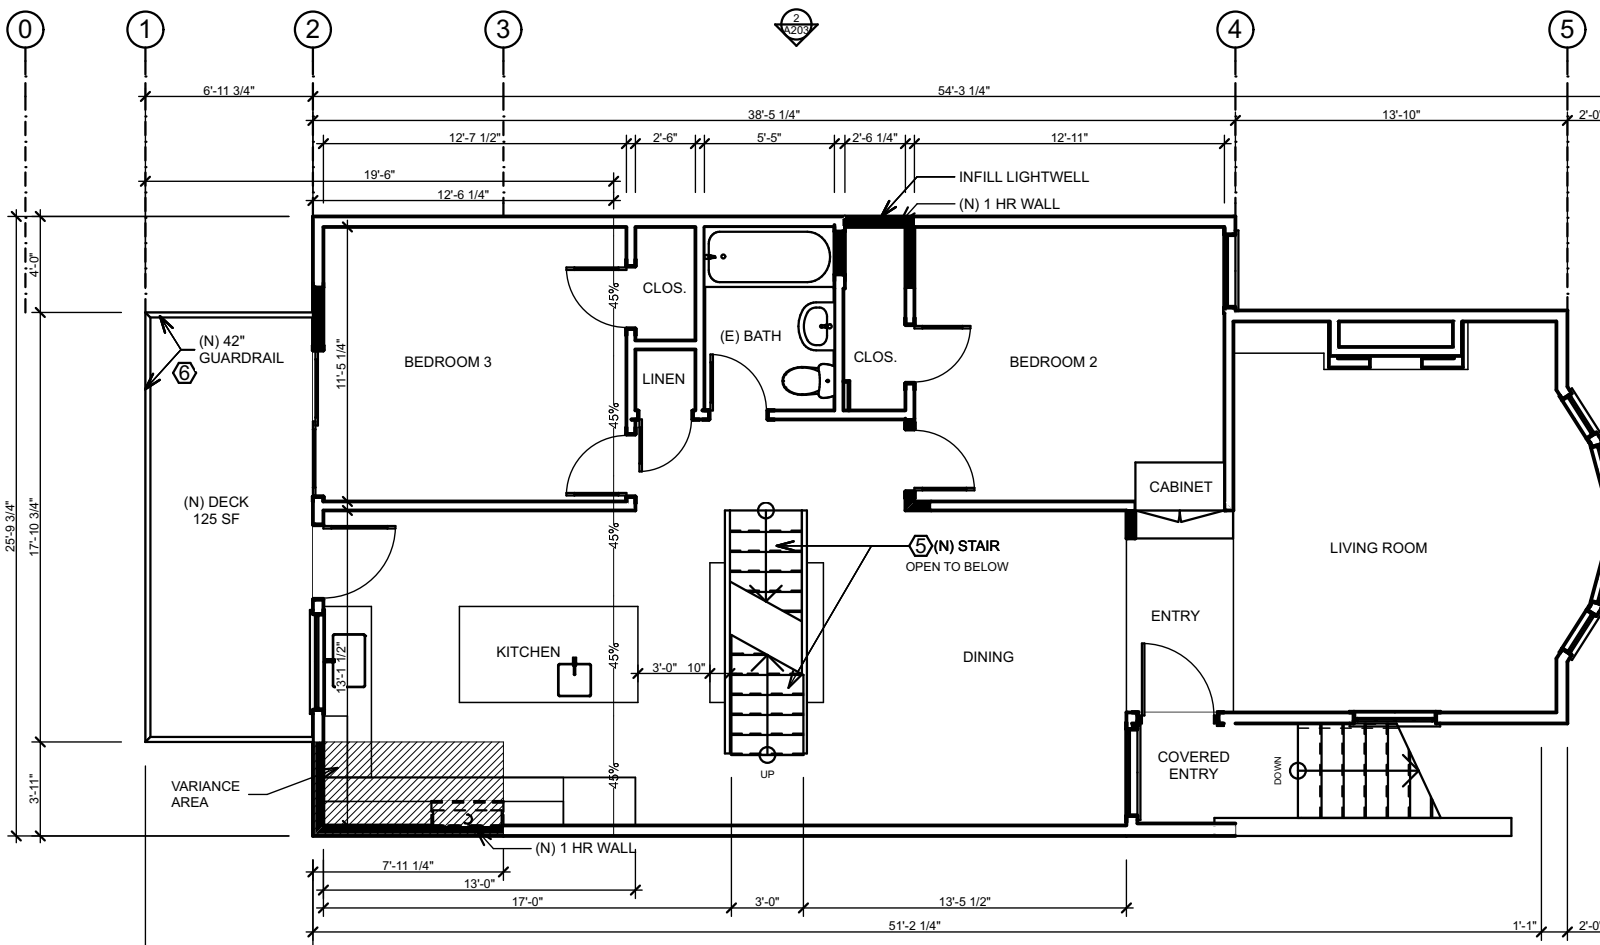 0
1
2
3
2
A203
4
5
6'-11 3/4"
54'-3 1/4"
38'-5 1/4"
13'-10"
2'-0"
12'-7 1/2"
2'-6"
5'-5"
2'-6 1/4"
12'-11"
19'-6"
12'-6 1/4"
INFILL LIGHTWELL
(N) 1 HR WALL
4'-0"
45%
CLOS.
(E) BATH
(N) 42"
GUARDRAIL
6
BEDROOM 3
11'-5 1/4"
LINEN
CLOS.
BEDROOM 2
45%
CABINET
(N) DECK
125 SF
25'-9 3/4"
17'-10 3/4"
45%
5
(N) STAIR
OPEN TO BELOW
LIVING ROOM
ENTRY
KITCHEN
45%
DINING
13'-1 1/2"
3'-0"
10"
COVERED
ENTRY
DOWN
UP
45%
VARIANCE
AREA
3'-11"
(N) 1 HR WALL
7'-11 1/4"
13'-0"
17'-0"
3'-0"
13'-5 1/2"
51'-2 1/4"
1'-1"
2'-0"